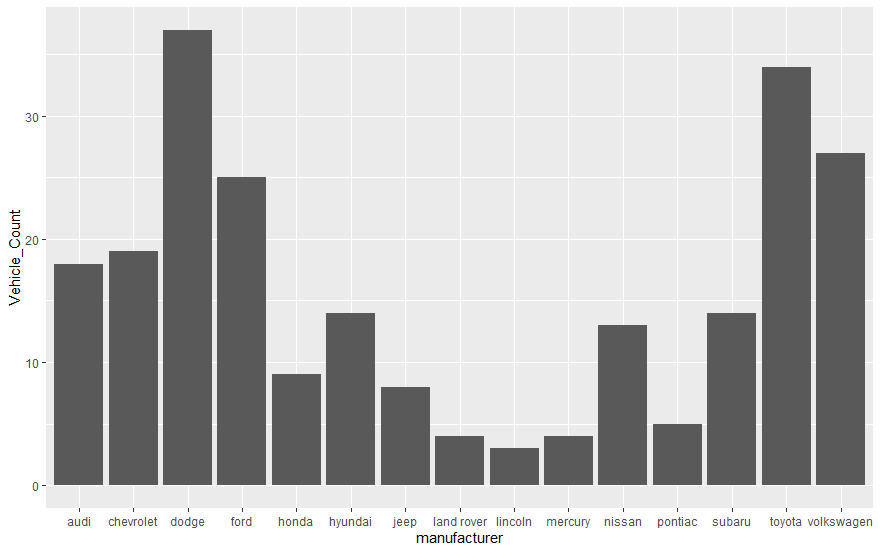 Vehicle_Count
30
20
10
0
audi chevrolet dodge ford honda hyundai jeep land rover lincoln mercury nissan pontiac subaru toyota volkswagen
manufacturer